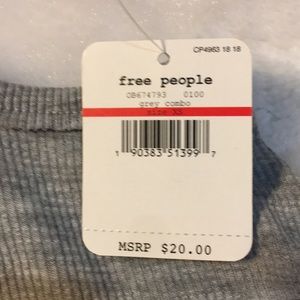 CP4963 18 18
free people
OB674793 0100
grey combo
size XS
1 90383 51399 7
MSRP $20.00